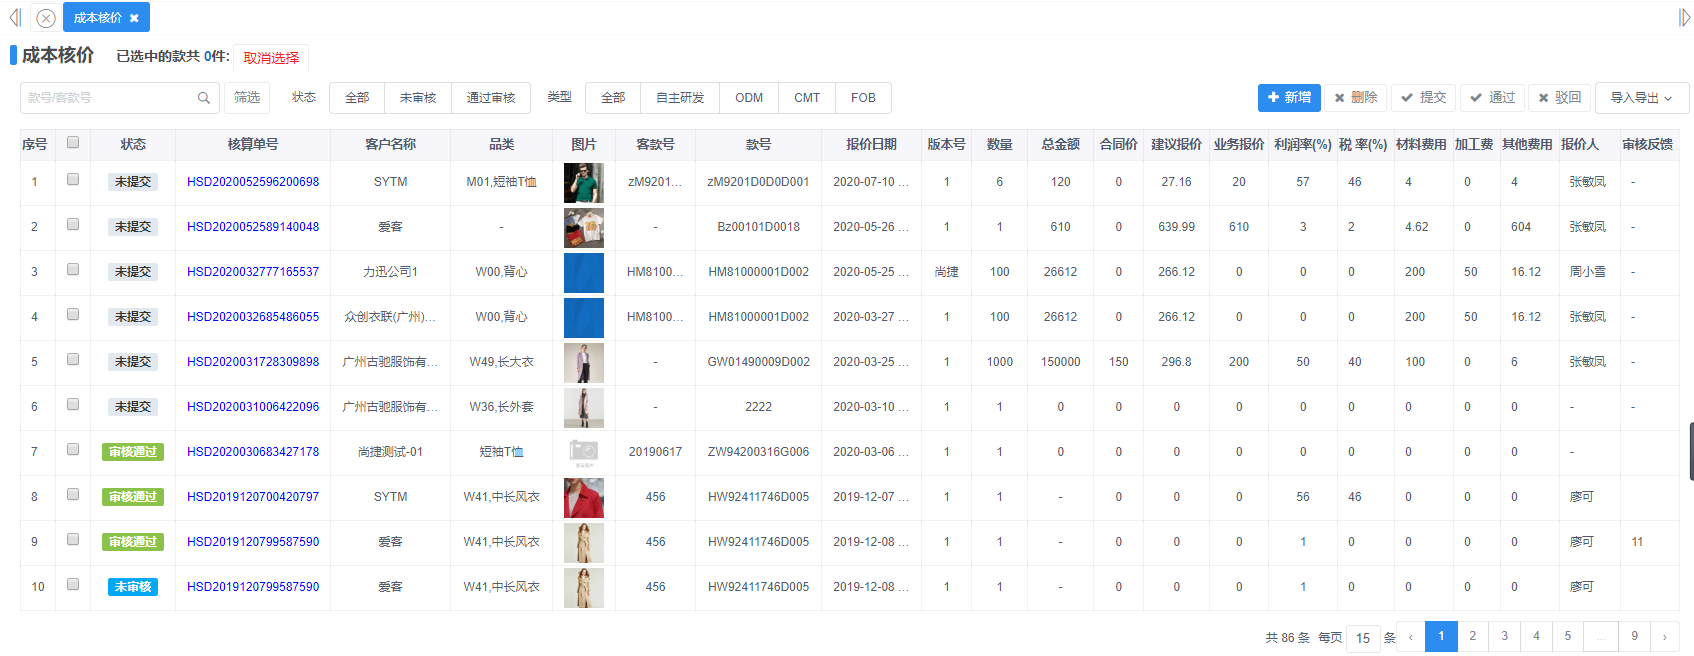 成本核价 ✖
成本核价 已选中的款共 0件: 取消选择
款号/客款号 筛选 状态 全部 未审核 通过审核 类型 全部 自主研发 ODM CMT FOB 新增 删除 提交 通过 驳回 导入导出
序号 状态 核算单号 客户名称 品类 图片 客款号 款号 报价日期 版本号 数量 总金额 合同价 建议报价 业务报价 利润率(%) 税 率(%) 材料费用 加工费 其他费用 报价人 审核反馈
1 未提交 HSD2020052596200698 SYTM M01,短袖T恤 zM9201... zM9201D0D0D001 2020-07-10 ... 1 6 120 0 27.16 20 57 46 4 0 4 张敏凤 -
2 未提交 HSD2020052589140048 爱客 - - Bz00101D0018 2020-05-26 ... 1 1 610 0 639.99 610 3 2 4.62 0 604 张敏凤 -
3 未提交 HSD2020032777165537 力迅公司1 W00,背心 HM8100... HM81000001D002 2020-05-25 ... 尚捷 100 26612 0 266.12 0 0 0 200 50 16.12 周小雪 -
4 未提交 HSD2020032685486055 众创衣联(广州)... W00,背心 HM8100... HM81000001D002 2020-03-27 ... 1 100 26612 0 266.12 0 0 0 200 50 16.12 张敏凤 -
5 未提交 HSD2020031728309898 广州古驰服饰有... W49,长大衣 - GW01490009D002 2020-03-25 ... 1 1000 150000 150 296.8 200 50 40 100 0 6 张敏凤 -
6 未提交 HSD2020031006422096 广州古驰服饰有... W36,长外套 - 2222 2020-03-10 ... 1 1 0 0 0 0 0 0 0 0 0 - -
7 审核通过 HSD2020030683427178 尚捷测试-01 短袖T恤 20190617 ZW94200316G006 2020-03-06 ... 1 1 0 0 0 0 0 0 0 0 0 -
8 审核通过 HSD2019120700420797 SYTM W41,中长风衣 456 HW92411746D005 2019-12-07 ... 1 1 - 0 0 0 56 46 0 0 0 廖可
9 审核通过 HSD2019120799587590 爱客 W41,中长风衣 456 HW92411746D005 2019-12-08 ... 1 1 - 0 0 0 1 0 0 0 0 廖可 11
10 未审核 HSD2019120799587590 爱客 W41,中长风衣 456 HW92411746D005 2019-12-08 ... 1 1 - 0 0 0 1 0 0 0 0 廖可
共 86 条 每页 15 条 ‹ 1 2 3 4 5 ... 9 ›